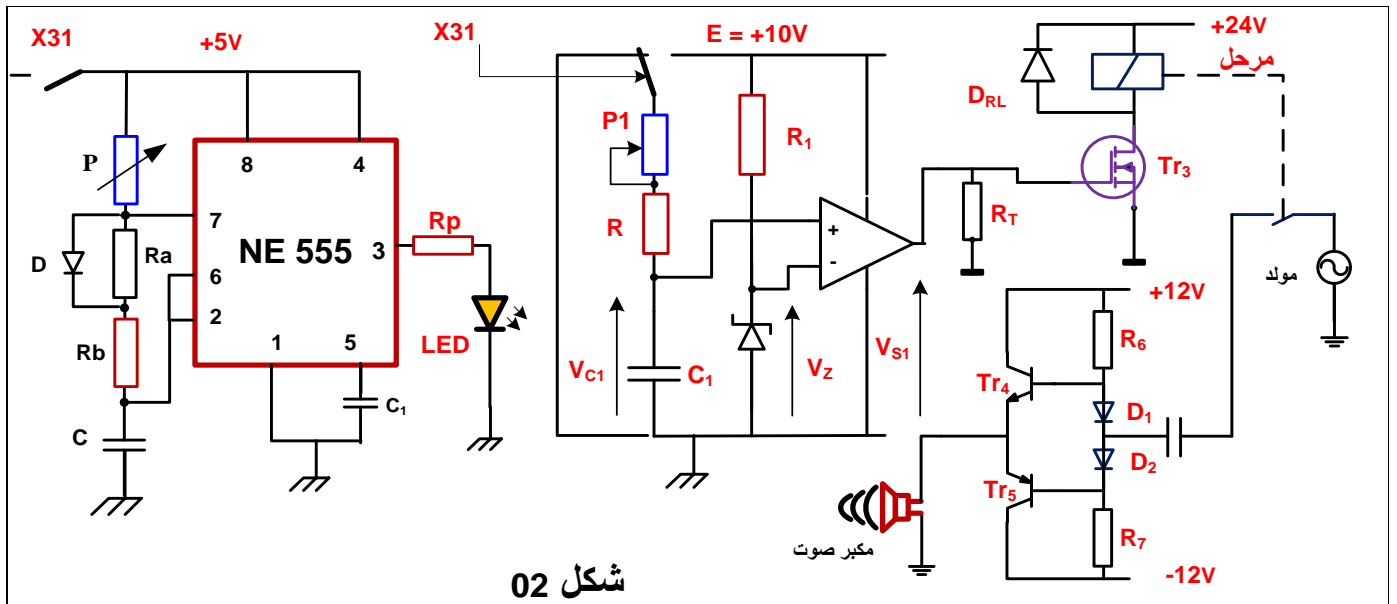 X31
+5V
P
8
4
7
D
Ra
NE 555
3
Rp
6
2
Rb
1
5
LED
C
C1
X31
E = +10V
P1
R1
R
+
-
VC1
C1
VZ
VS1
+24V
مرحل
DRL
Tr3
RT
مولد
+12V
R6
Tr4
D1
D2
Tr5
R7
-12V
مكبر صوت
شكل 02